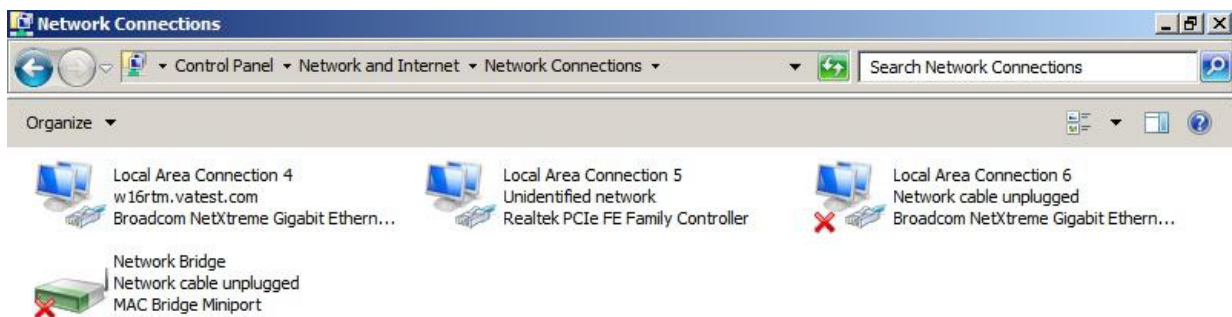 Network Connections
Control Panel Network and Internet Network Connections Search Network Connections
Organize
Local Area Connection 4
w16rtm.vatest.com
Broadcom NetXtreme Gigabit Ethern...
Local Area Connection 5
Unidentified network
Realtek PCIe FE Family Controller
Local Area Connection 6
Network cable unplugged
Broadcom NetXtreme Gigabit Ethern...
Network Bridge
Network cable unplugged
MAC Bridge Miniport